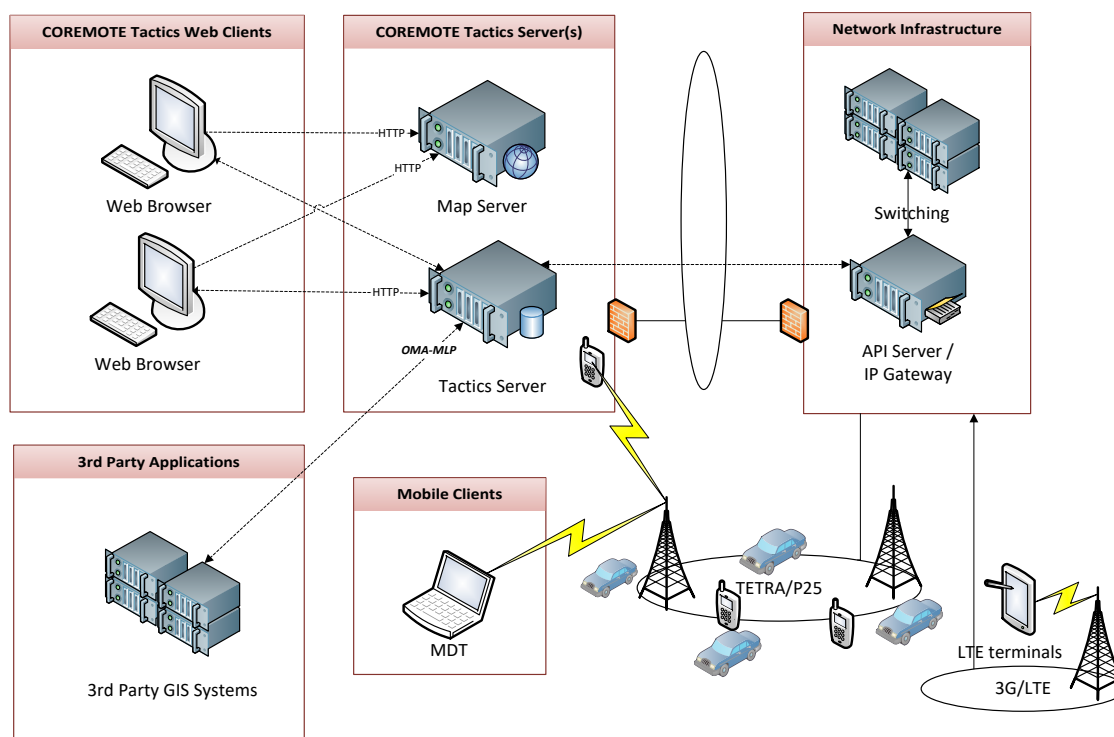 COREMOTE Tactics Web Clients
COREMOTE Tactics Server(s)
Network Infrastructure
HTTP
HTTP
Web Browser
Map Server
Switching
HTTP
Web Browser
OMA-MLP
Tactics Server
API Server /
IP Gateway
3rd Party Applications
Mobile Clients
TETRA/P25
MDT
LTE terminals
3rd Party GIS Systems
3G/LTE